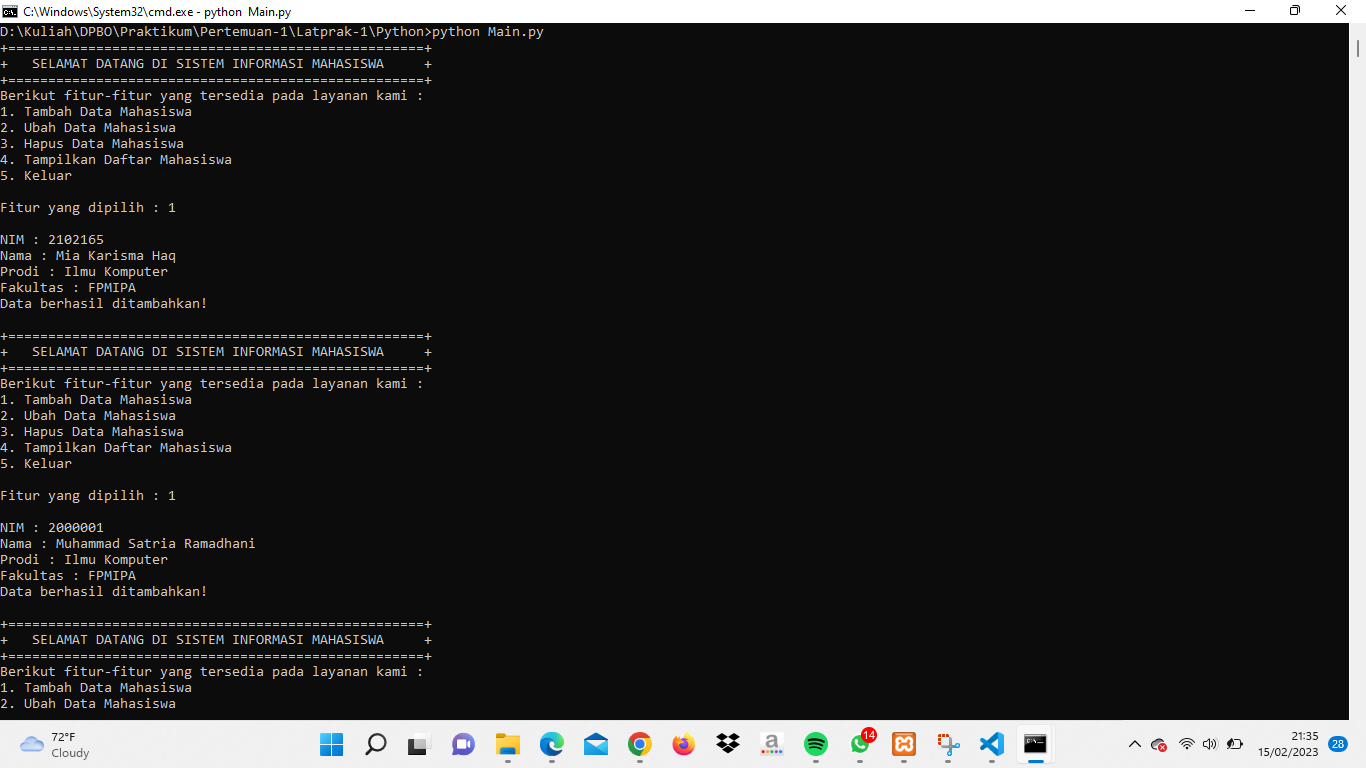 C:\Windows\System32\cmd.exe - python  Main.py
D:\Kuliah\DPBO\Praktikum\Pertemuan-1\Latprak-1\Python>python Main.py
+====================================================+
+   SELAMAT DATANG DI SISTEM INFORMASI MAHASISWA     +
+====================================================+
Berikut fitur-fitur yang tersedia pada layanan kami :
1. Tambah Data Mahasiswa
2. Ubah Data Mahasiswa
3. Hapus Data Mahasiswa
4. Tampilkan Daftar Mahasiswa
5. Keluar
Fitur yang dipilih : 1
NIM : 2102165
Nama : Mia Karisma Haq
Prodi : Ilmu Komputer
Fakultas : FPMIPA
Data berhasil ditambahkan!
+====================================================+
+   SELAMAT DATANG DI SISTEM INFORMASI MAHASISWA     +
+====================================================+
Berikut fitur-fitur yang tersedia pada layanan kami :
1. Tambah Data Mahasiswa
2. Ubah Data Mahasiswa
3. Hapus Data Mahasiswa
4. Tampilkan Daftar Mahasiswa
5. Keluar
Fitur yang dipilih : 1
NIM : 2000001
Nama : Muhammad Satria Ramadhani
Prodi : Ilmu Komputer
Fakultas : FPMIPA
Data berhasil ditambahkan!
+====================================================+
+   SELAMAT DATANG DI SISTEM INFORMASI MAHASISWA     +
+====================================================+
Berikut fitur-fitur yang tersedia pada layanan kami :
1. Tambah Data Mahasiswa
2. Ubah Data Mahasiswa
72°F
Cloudy
a
14
21:35
15/02/2023
28